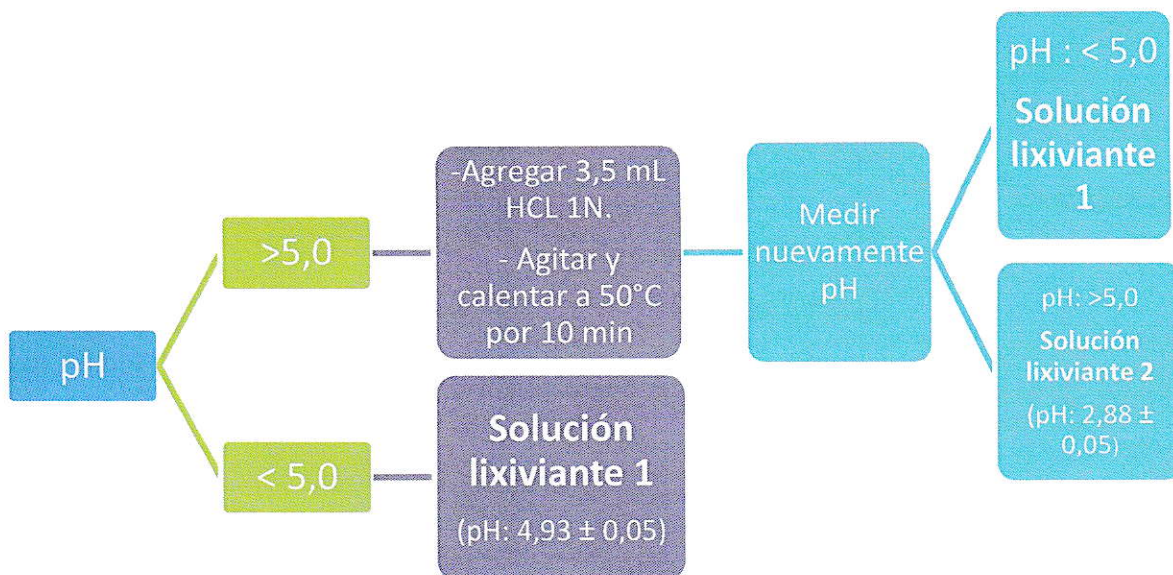 pH
>5,0
< 5,0
-Agregar 3,5 mL
HCL 1N.
- Agitar y
calentar a 50°C
por 10 min
Solución
lixiviante 1
(pH: 4,93 ± 0,05)
Medir
nuevamente
pH
pH : < 5,0
Solución
lixiviante
1
pH: >5,0
Solución
lixiviante 2
(pH: 2,88 ±
0,05)